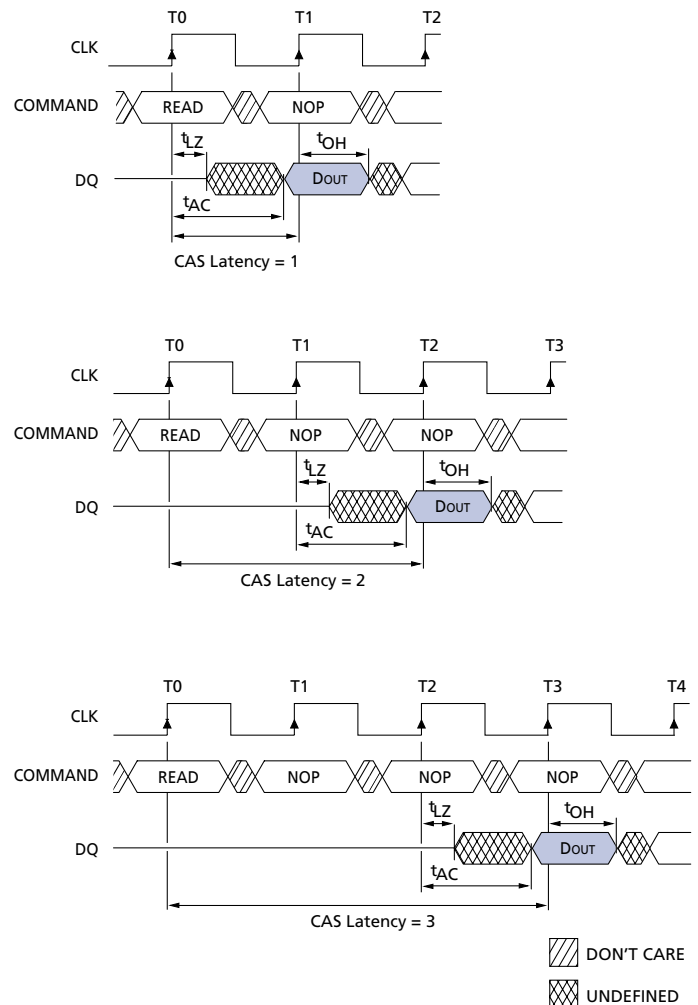 T0 T1 T2
CLK
COMMAND READ NOP
tLZ tOH
DQ DOUT
tAC
CAS Latency = 1
T0 T1 T2 T3
CLK
COMMAND READ NOP NOP
tLZ tOH
DQ DOUT
tAC
CAS Latency = 2
T0 T1 T2 T3 T4
CLK
COMMAND READ NOP NOP NOP
tLZ tOH
DQ DOUT
tAC
CAS Latency = 3
DON'T CARE
UNDEFINED